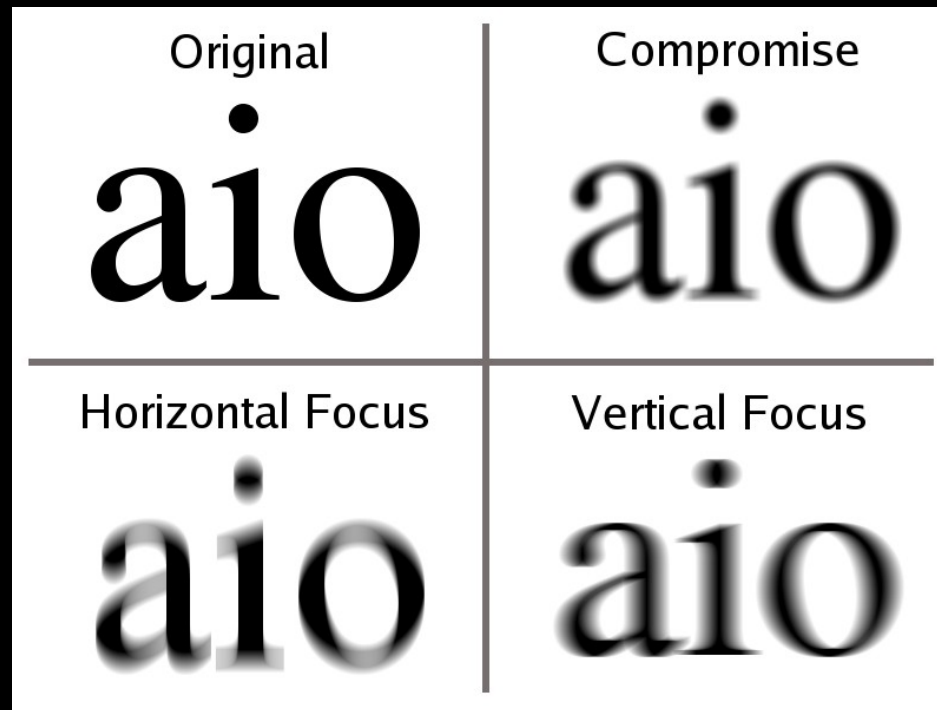 Original
aio
Compromise
aio
Horizontal Focus
aio
Vertical Focus
aio